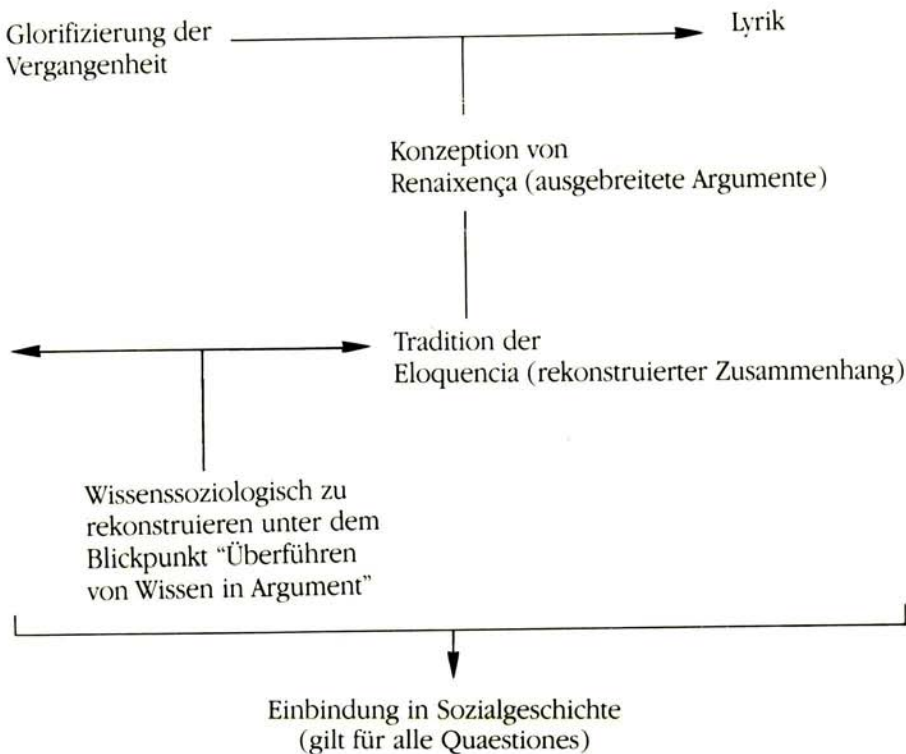 Glorifizierung der
Vergangenheit
Lyrik
Konzeption von
Renaixença (ausgebreitete Argumente)
Tradition der
Eloquencia (rekonstruierter Zusammenhang)
Wissenssoziologisch zu
rekonstruieren unter dem
Blickpunkt “Überführen
von Wissen in Argument”
Einbindung in Sozialgeschichte
(gilt für alle Quaestiones)